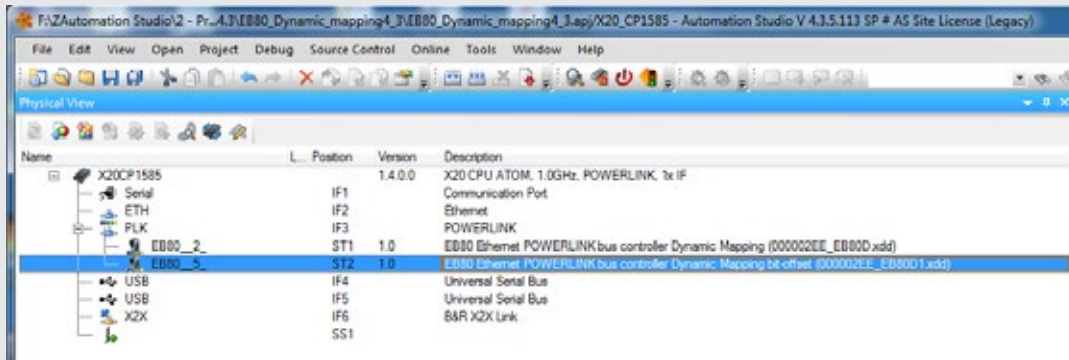 F:\ZAutomation Studio\2 - Pr...4.3\EB80_Dynamic_mapping4_3\EB80_Dynamic_mapping4_3.apj/X20_CP1585 - Automation Studio V 4.3.5.113 SP # AS Site License (Legacy)
File Edit View Open Project Debug Source Control Online Tools Window Help
Physical View
Name L... Position Version Description
X20CP1585 1.4.0.0 X20 CPU ATOM, 1.0GHz, POWERLINK, 1x IF
Serial IF1 Communication Port
ETH IF2 Ethernet
PLK IF3 POWERLINK
EB80__2_ ST1 1.0 EB80 Ethernet POWERLINK bus controller Dynamic Mapping (000002EE_EB80D.xdd)
EB80__5_ ST2 1.0 EB80 Ethernet POWERLINK bus controller Dynamic Mapping bit-offset (000002EE_EB80D1.xdd)
USB IF4 Universal Serial Bus
USB IF5 Universal Serial Bus
X2X IF6 B&R X2X Link
SS1